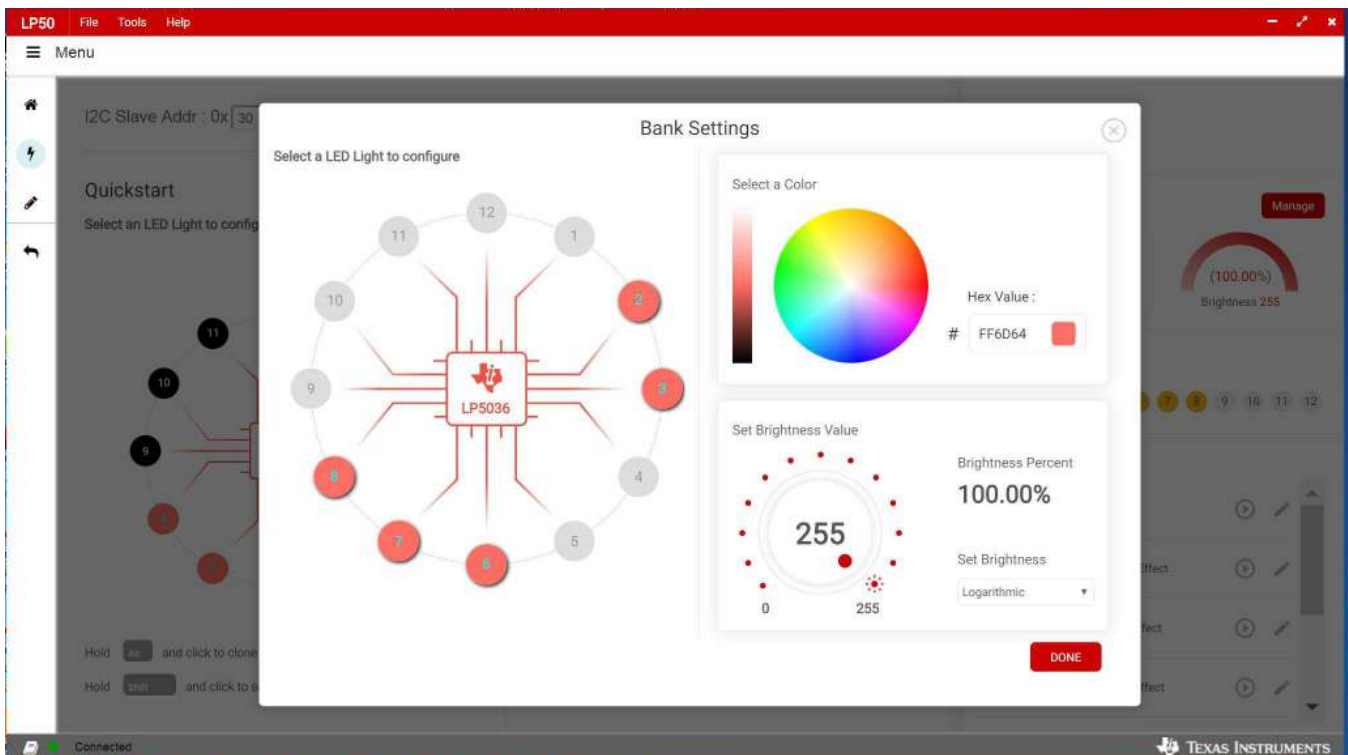 LP50 File Tools Help
Menu
I2C Slave Addr : 0x 30
Quickstart
Select an LED Light to config
11
10
9
Hold Alt and click to clone
Hold Shift and click to s
Bank Settings
Select a LED Light to configure
12
11
1
10
2
9
3
LP5036
8
4
7
5
6
Select a Color
Hex Value :
# FF6D64
Set Brightness Value
255
0 255
Brightness Percent
100.00%
Set Brightness
Logarithmic
DONE
Manage
(100.00%)
Brightness 255
7 8 9 10 11 12
ffect
fect
ffect
Connected
TEXAS INSTRUMENTS